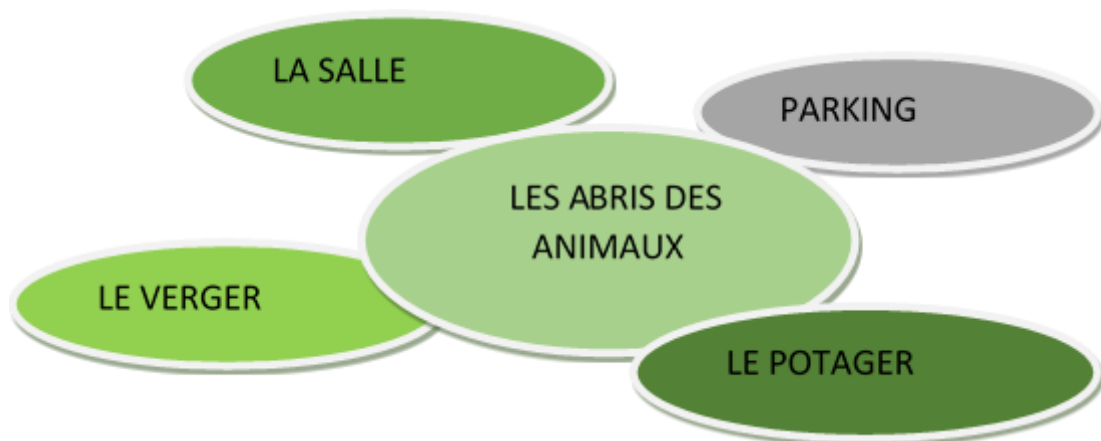 LA SALLE
PARKING
LES ABRIS DES
ANIMAUX
LE VERGER
LE POTAGER